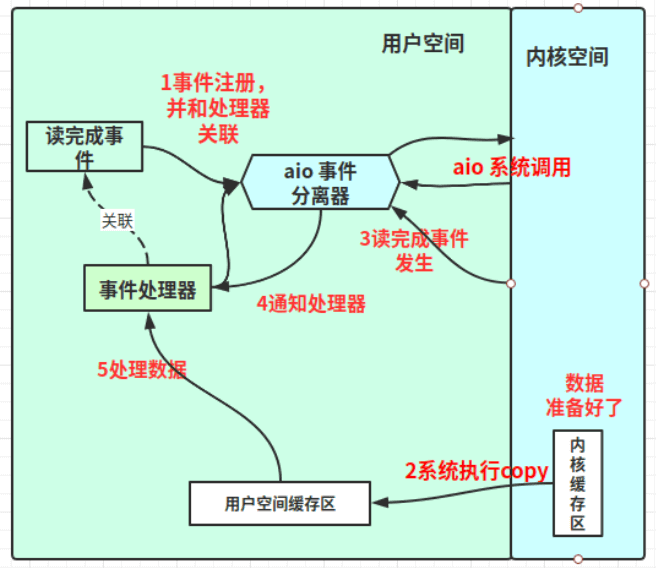 用户空间
内核空间
1事件注册，
并和处理器
关联
读完成事
件
aio 事件
分离器
aio 系统调用
关联
3读完成事件
发生
事件处理器
4通知处理器
5处理数据
数据
准备好了
2系统执行copy
内
核
缓
存
区
用户空间缓存区